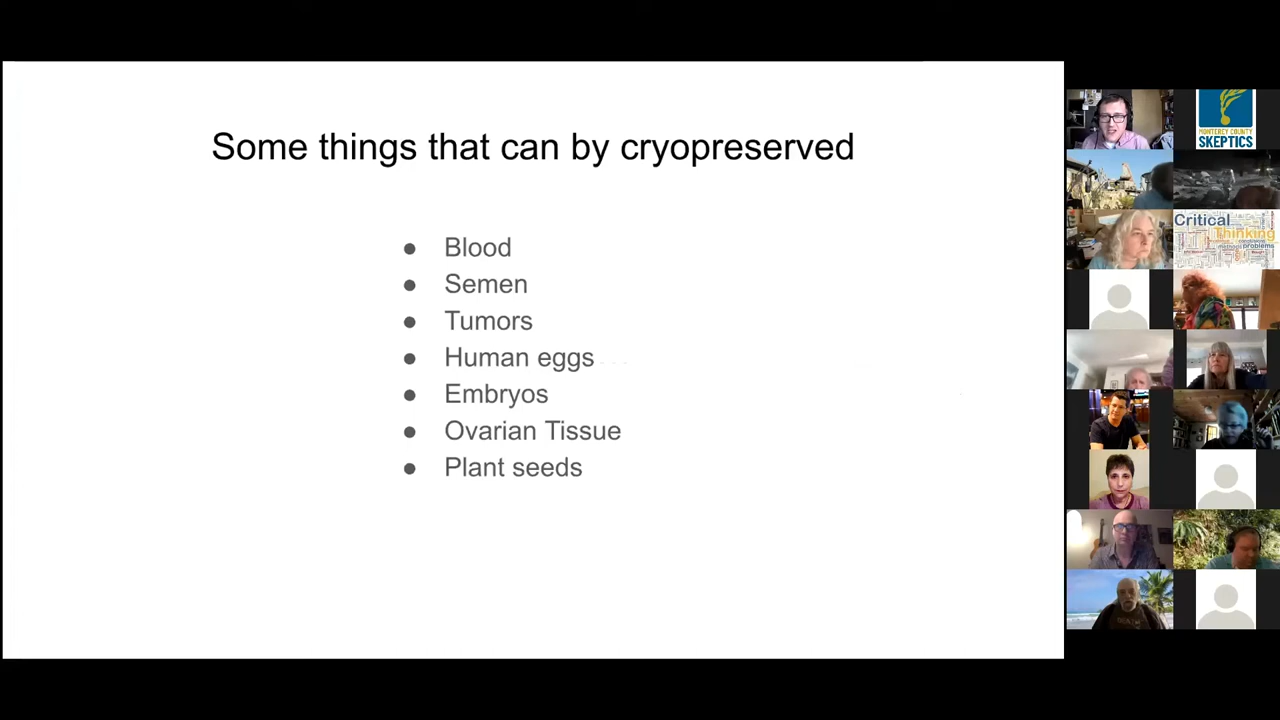 Some things that can by cryopreserved
● Blood
● Semen
● Tumors
● Human eggs
● Embryos
● Ovarian Tissue
● Plant seeds
MONTEREY COUNTY
SKEPTICS
Critical
Thinking
problems